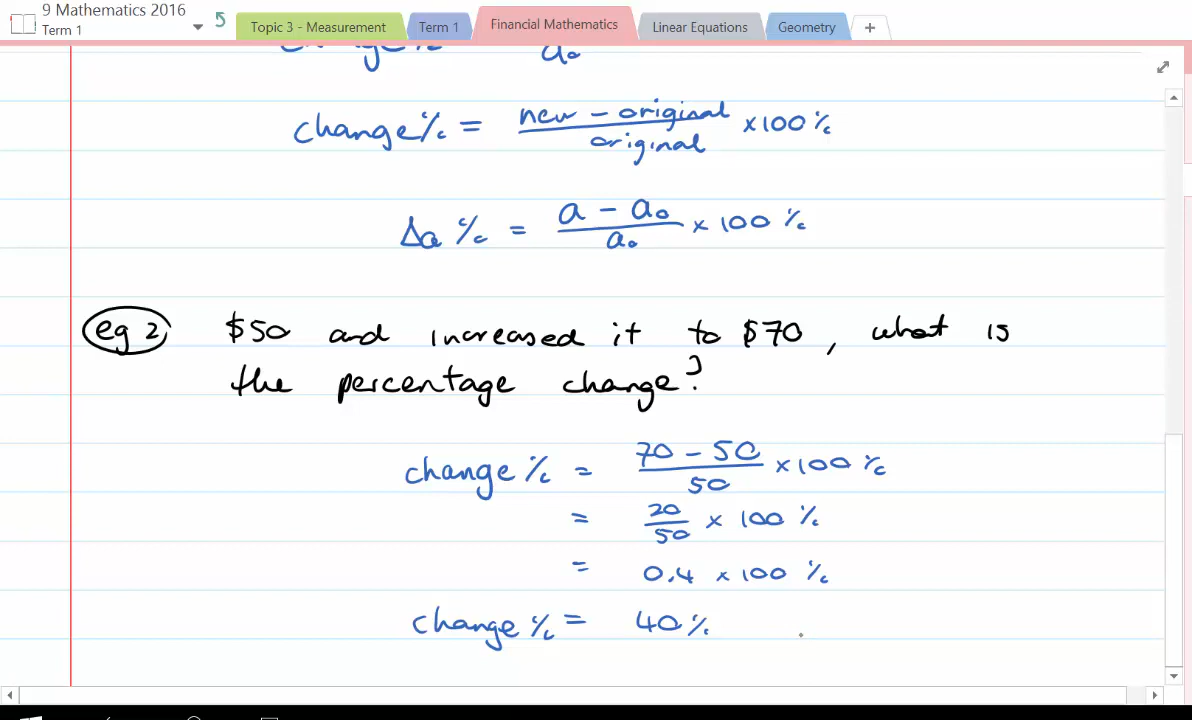 9 Mathematics 2016
Term 1
Topic 3 - Measurement Term 1 Financial Mathematics Linear Equations Geometry +
change % a₀
change % = new - original / original × 100 %
Δa % = a - a₀ / a₀ × 100 %
eg 2 $50 and increased it to $70, what is
the percentage change?
change % = 70 - 50 / 50 × 100 %
= 20 / 50 × 100 %
= 0.4 × 100 %
change % = 40 %